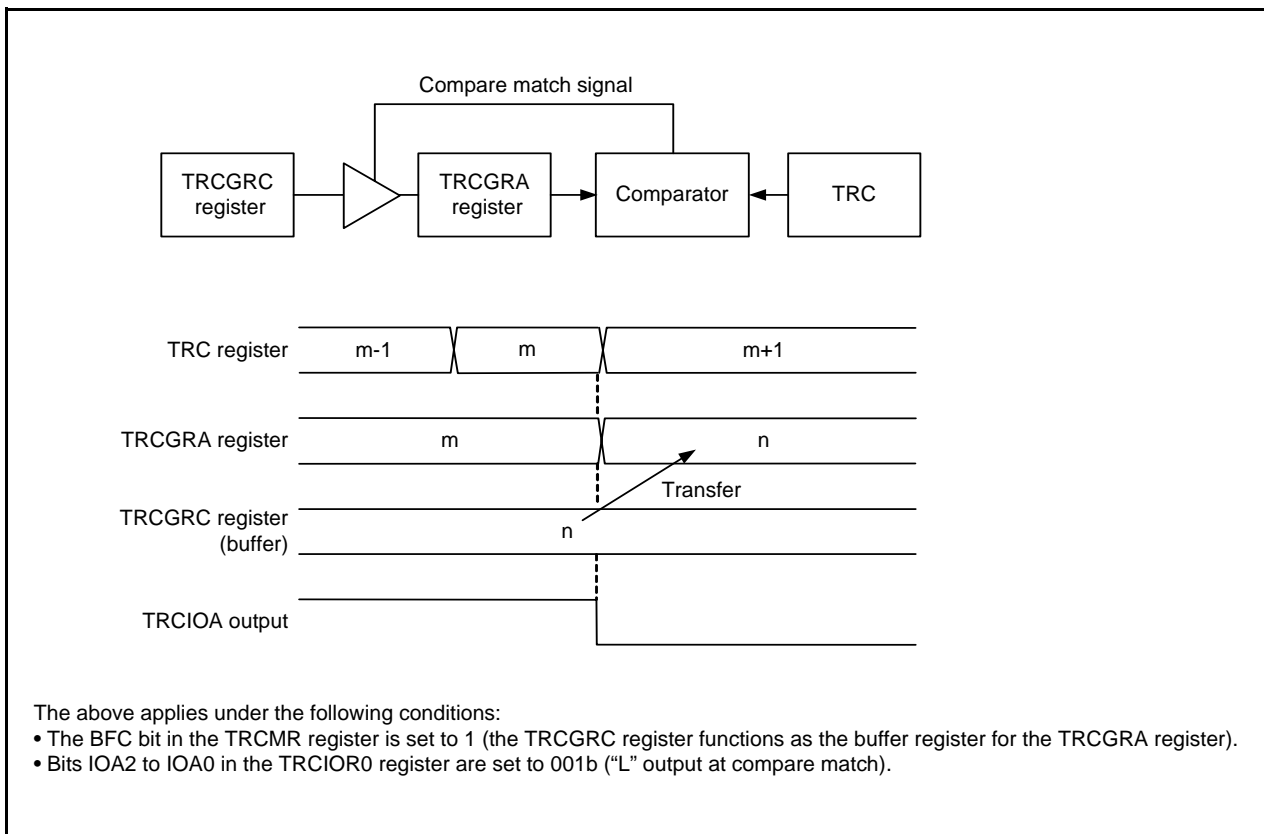 Compare match signal
TRCGRC
register
TRCGRA
register
Comparator
TRC
TRC register
m-1
m
m+1
TRCGRA register
m
n
Transfer
TRCGRC register
(buffer)
n
TRCIOA output
The above applies under the following conditions:
• The BFC bit in the TRCMR register is set to 1 (the TRCGRC register functions as the buffer register for the TRCGRA register).
• Bits IOA2 to IOA0 in the TRCIOR0 register are set to 001b (“L” output at compare match).